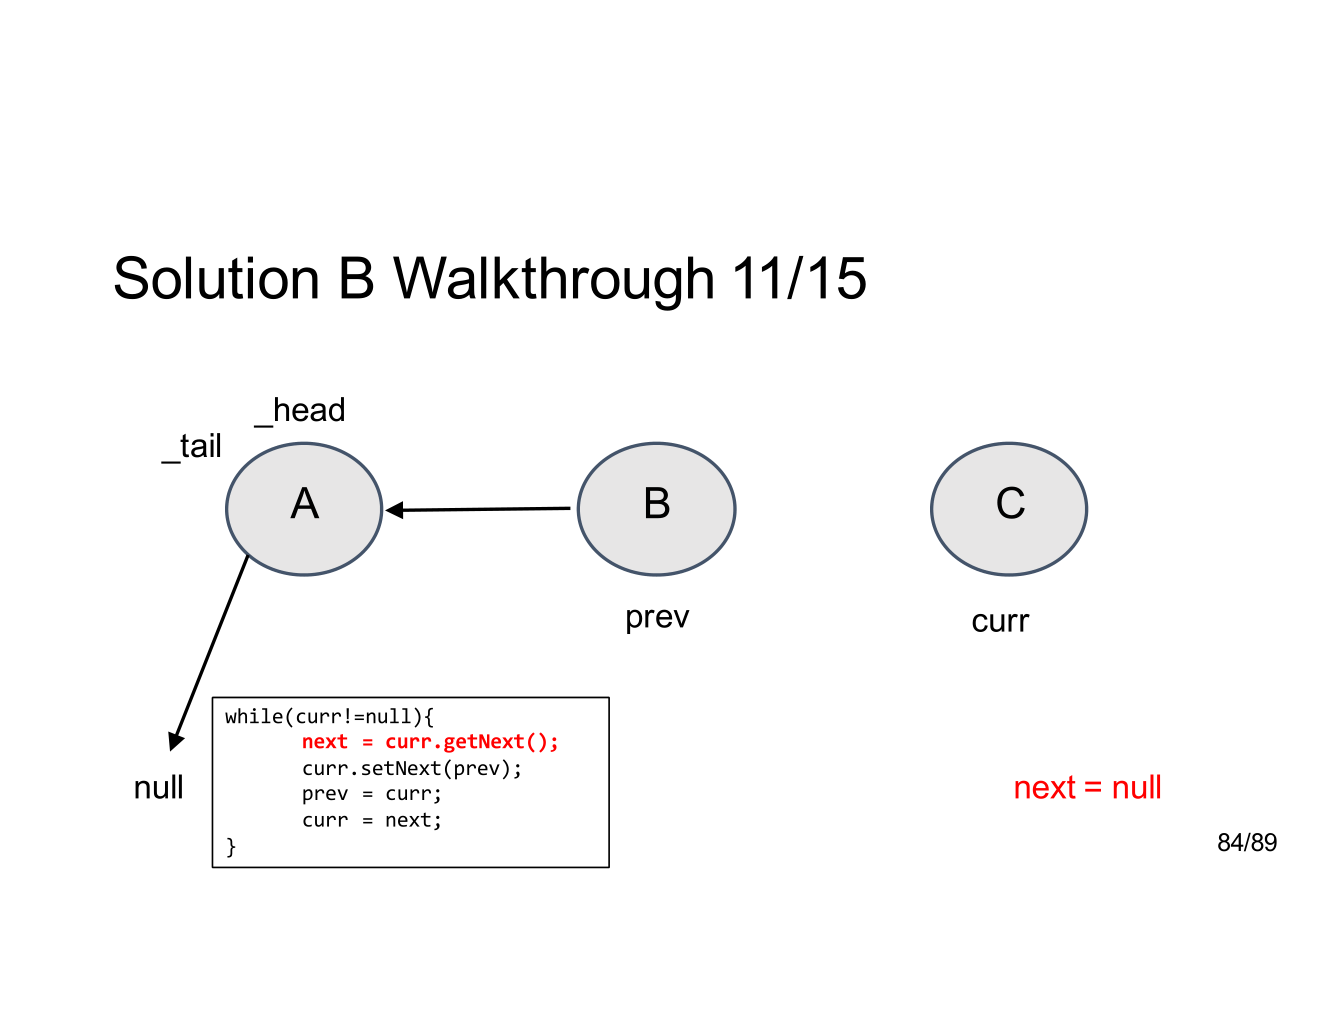 Solution B Walkthrough 11/15
_head
_tail
A
B
C
prev
curr
while(curr!=null){
next = curr.getNext();
curr.setNext(prev);
prev = curr;
curr = next;
}
null
next = null
84/89